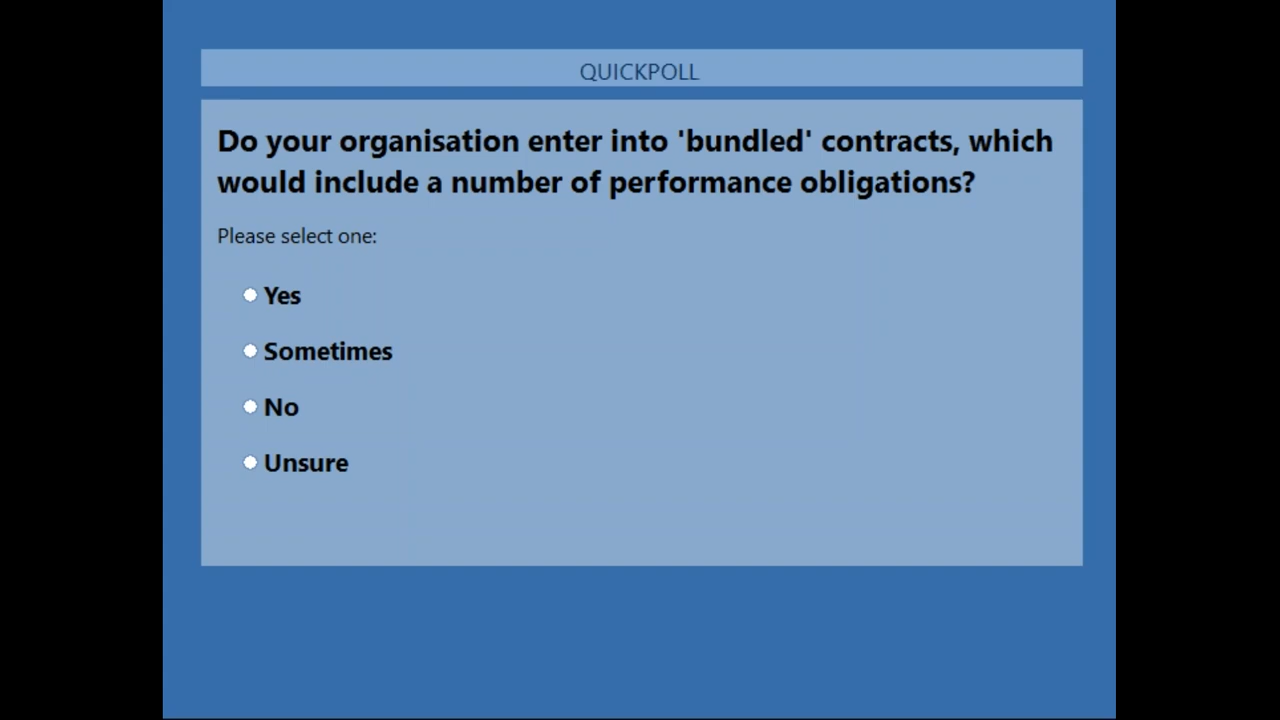 QUICKPOLL
Do your organisation enter into 'bundled' contracts, which
would include a number of performance obligations?
Please select one:
Yes
Sometimes
No
Unsure